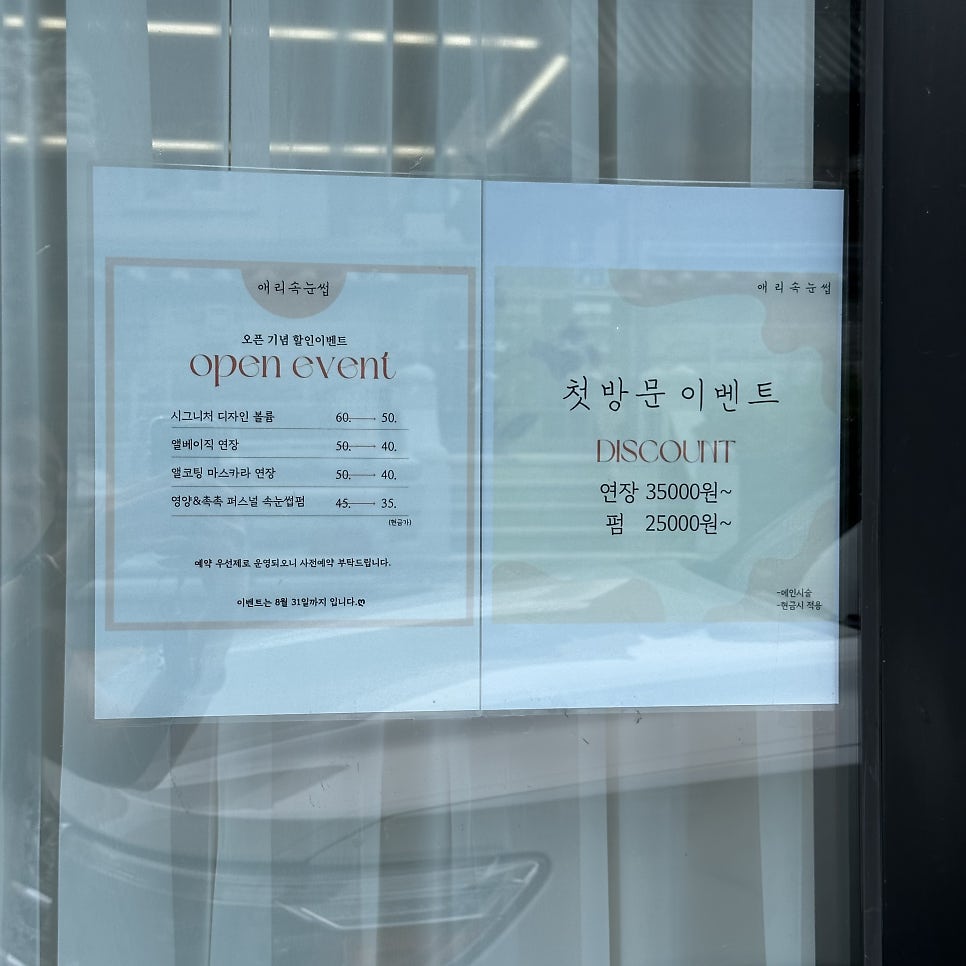 애리속눈썹
오픈 기념 할인이벤트
open event
시그니처 디자인 볼륨 60. → 50.
앨베이직 연장 50. → 40.
앨코팅 마스카라 연장 50. → 40.
영양&촉촉 퍼스널 속눈썹펌 45. → 35.
(현금가)
예약 우선제로 운영되오니 사전예약 부탁드립니다.
이벤트는 8월 31일까지 입니다.ღ
애리속눈썹
첫방문 이벤트
DISCOUNT
연장 35000원~
펌 25000원~
-예인시술
-현금시 적용